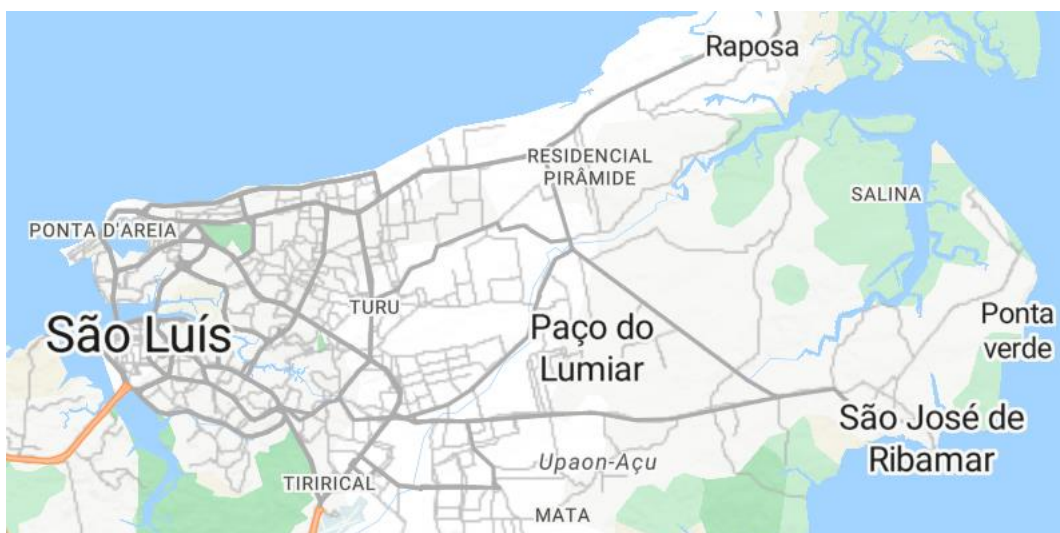 Raposa
RESIDENCIAL
PIRÂMIDE
SALINA
PONTA D'AREIA
TURU
São Luís
Paço do
Lumiar
Ponta
verde
São José de
Ribamar
Upaon-Açu
TIRIRICAL
MATA